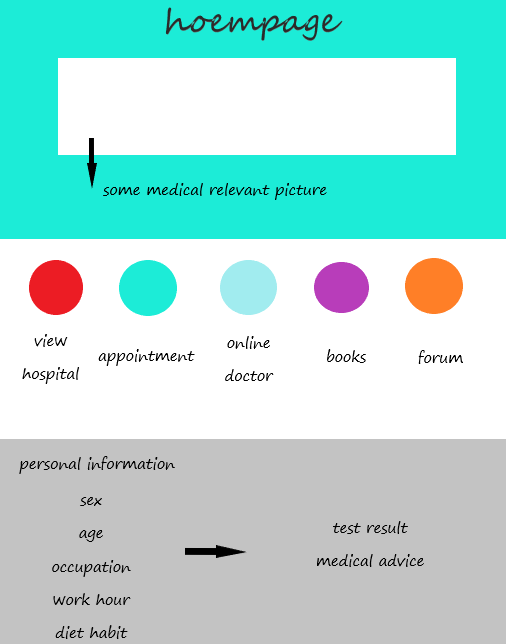 hoempage
some medical relevant picture
view
hospital
appointment
online
doctor
books
forum
personal information
sex
age
occupation
work hour
diet habit
test result
medical advice